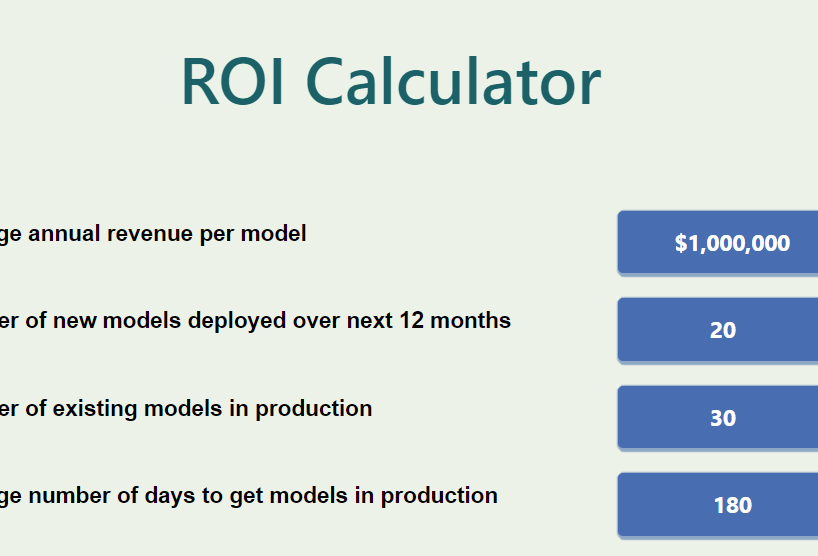 ROI Calculator
ge annual revenue per model
$1,000,000
er of new models deployed over next 12 months
20
er of existing models in production
30
ge number of days to get models in production
180